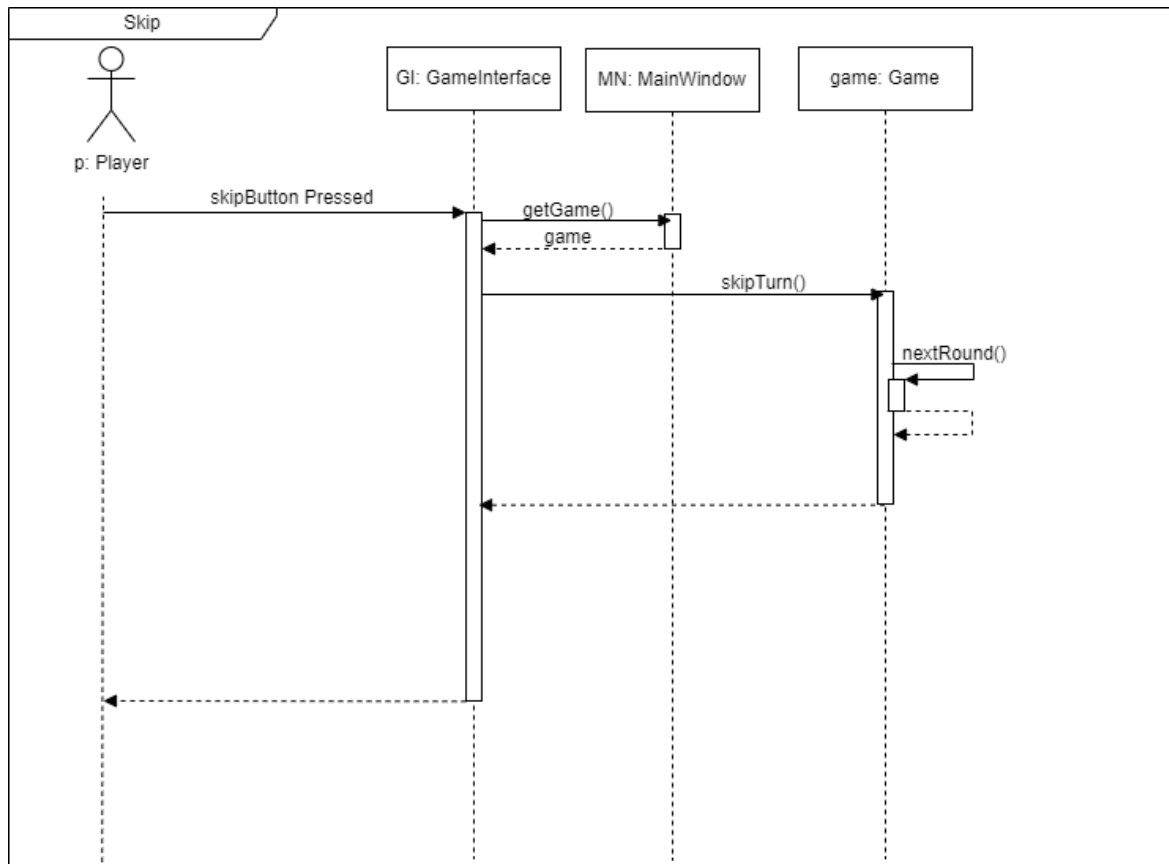 Skip
GI: GameInterface
MN: MainWindow
game: Game
p: Player
skipButton Pressed
getGame()
game
skipTurn()
nextRound()